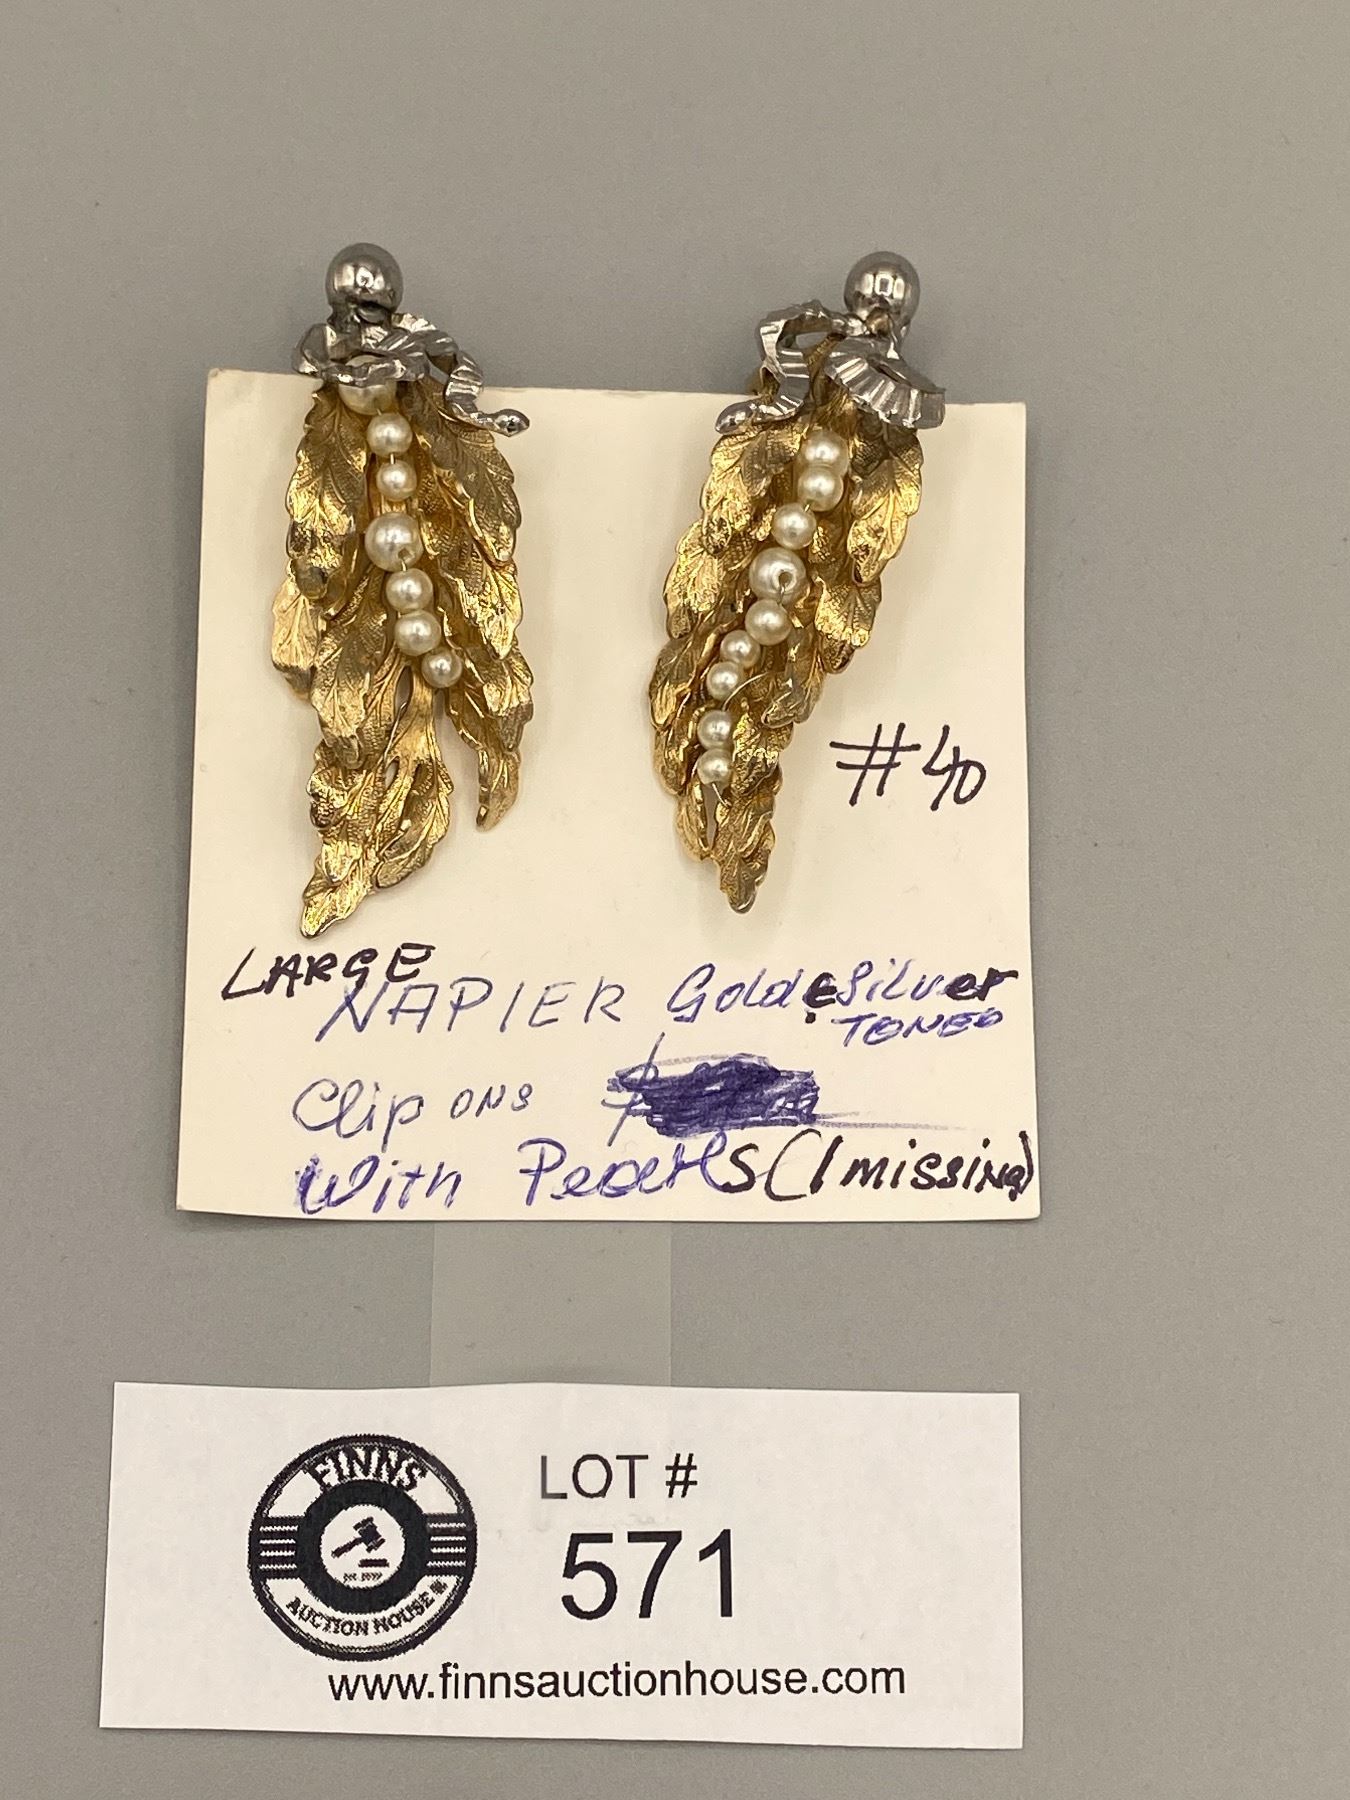 #40
LARGE
NAPIER Gold & Silver
TONED
Clip ONS $
With Pearls (1 missing)
FINNS
AUCTION HOUSE
LOT #
571
www.finnsauctionhouse.com